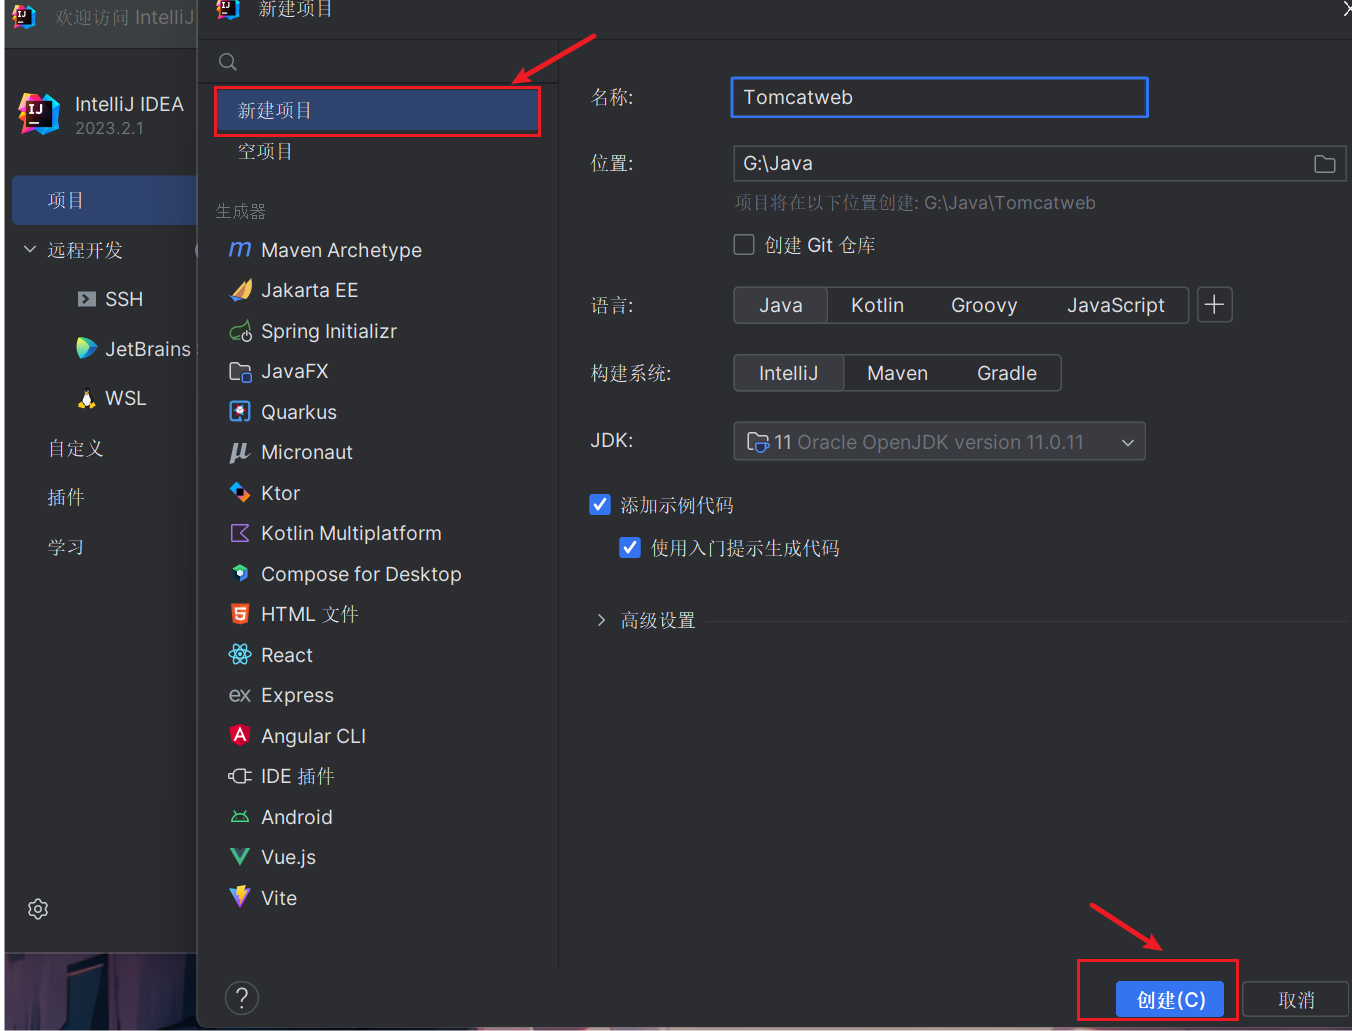 欢迎访问 IntelliJ
新建项目
IntelliJ IDEA
2023.2.1
项目
远程开发
SSH
JetBrains
WSL
自定义
插件
学习
新建项目
空项目
生成器
Maven Archetype
Jakarta EE
Spring Initializr
JavaFX
Quarkus
Micronaut
Ktor
Kotlin Multiplatform
Compose for Desktop
HTML 文件
React
Express
Angular CLI
IDE 插件
Android
Vue.js
Vite
名称: Tomcatweb
位置: G:\Java
项目将在以下位置创建: G:\Java\Tomcatweb
创建 Git 仓库
语言: Java Kotlin Groovy JavaScript
构建系统: IntelliJ Maven Gradle
JDK: 11 Oracle OpenJDK version 11.0.11
添加示例代码
使用入门提示生成代码
高级设置
? 创建(C) 取消